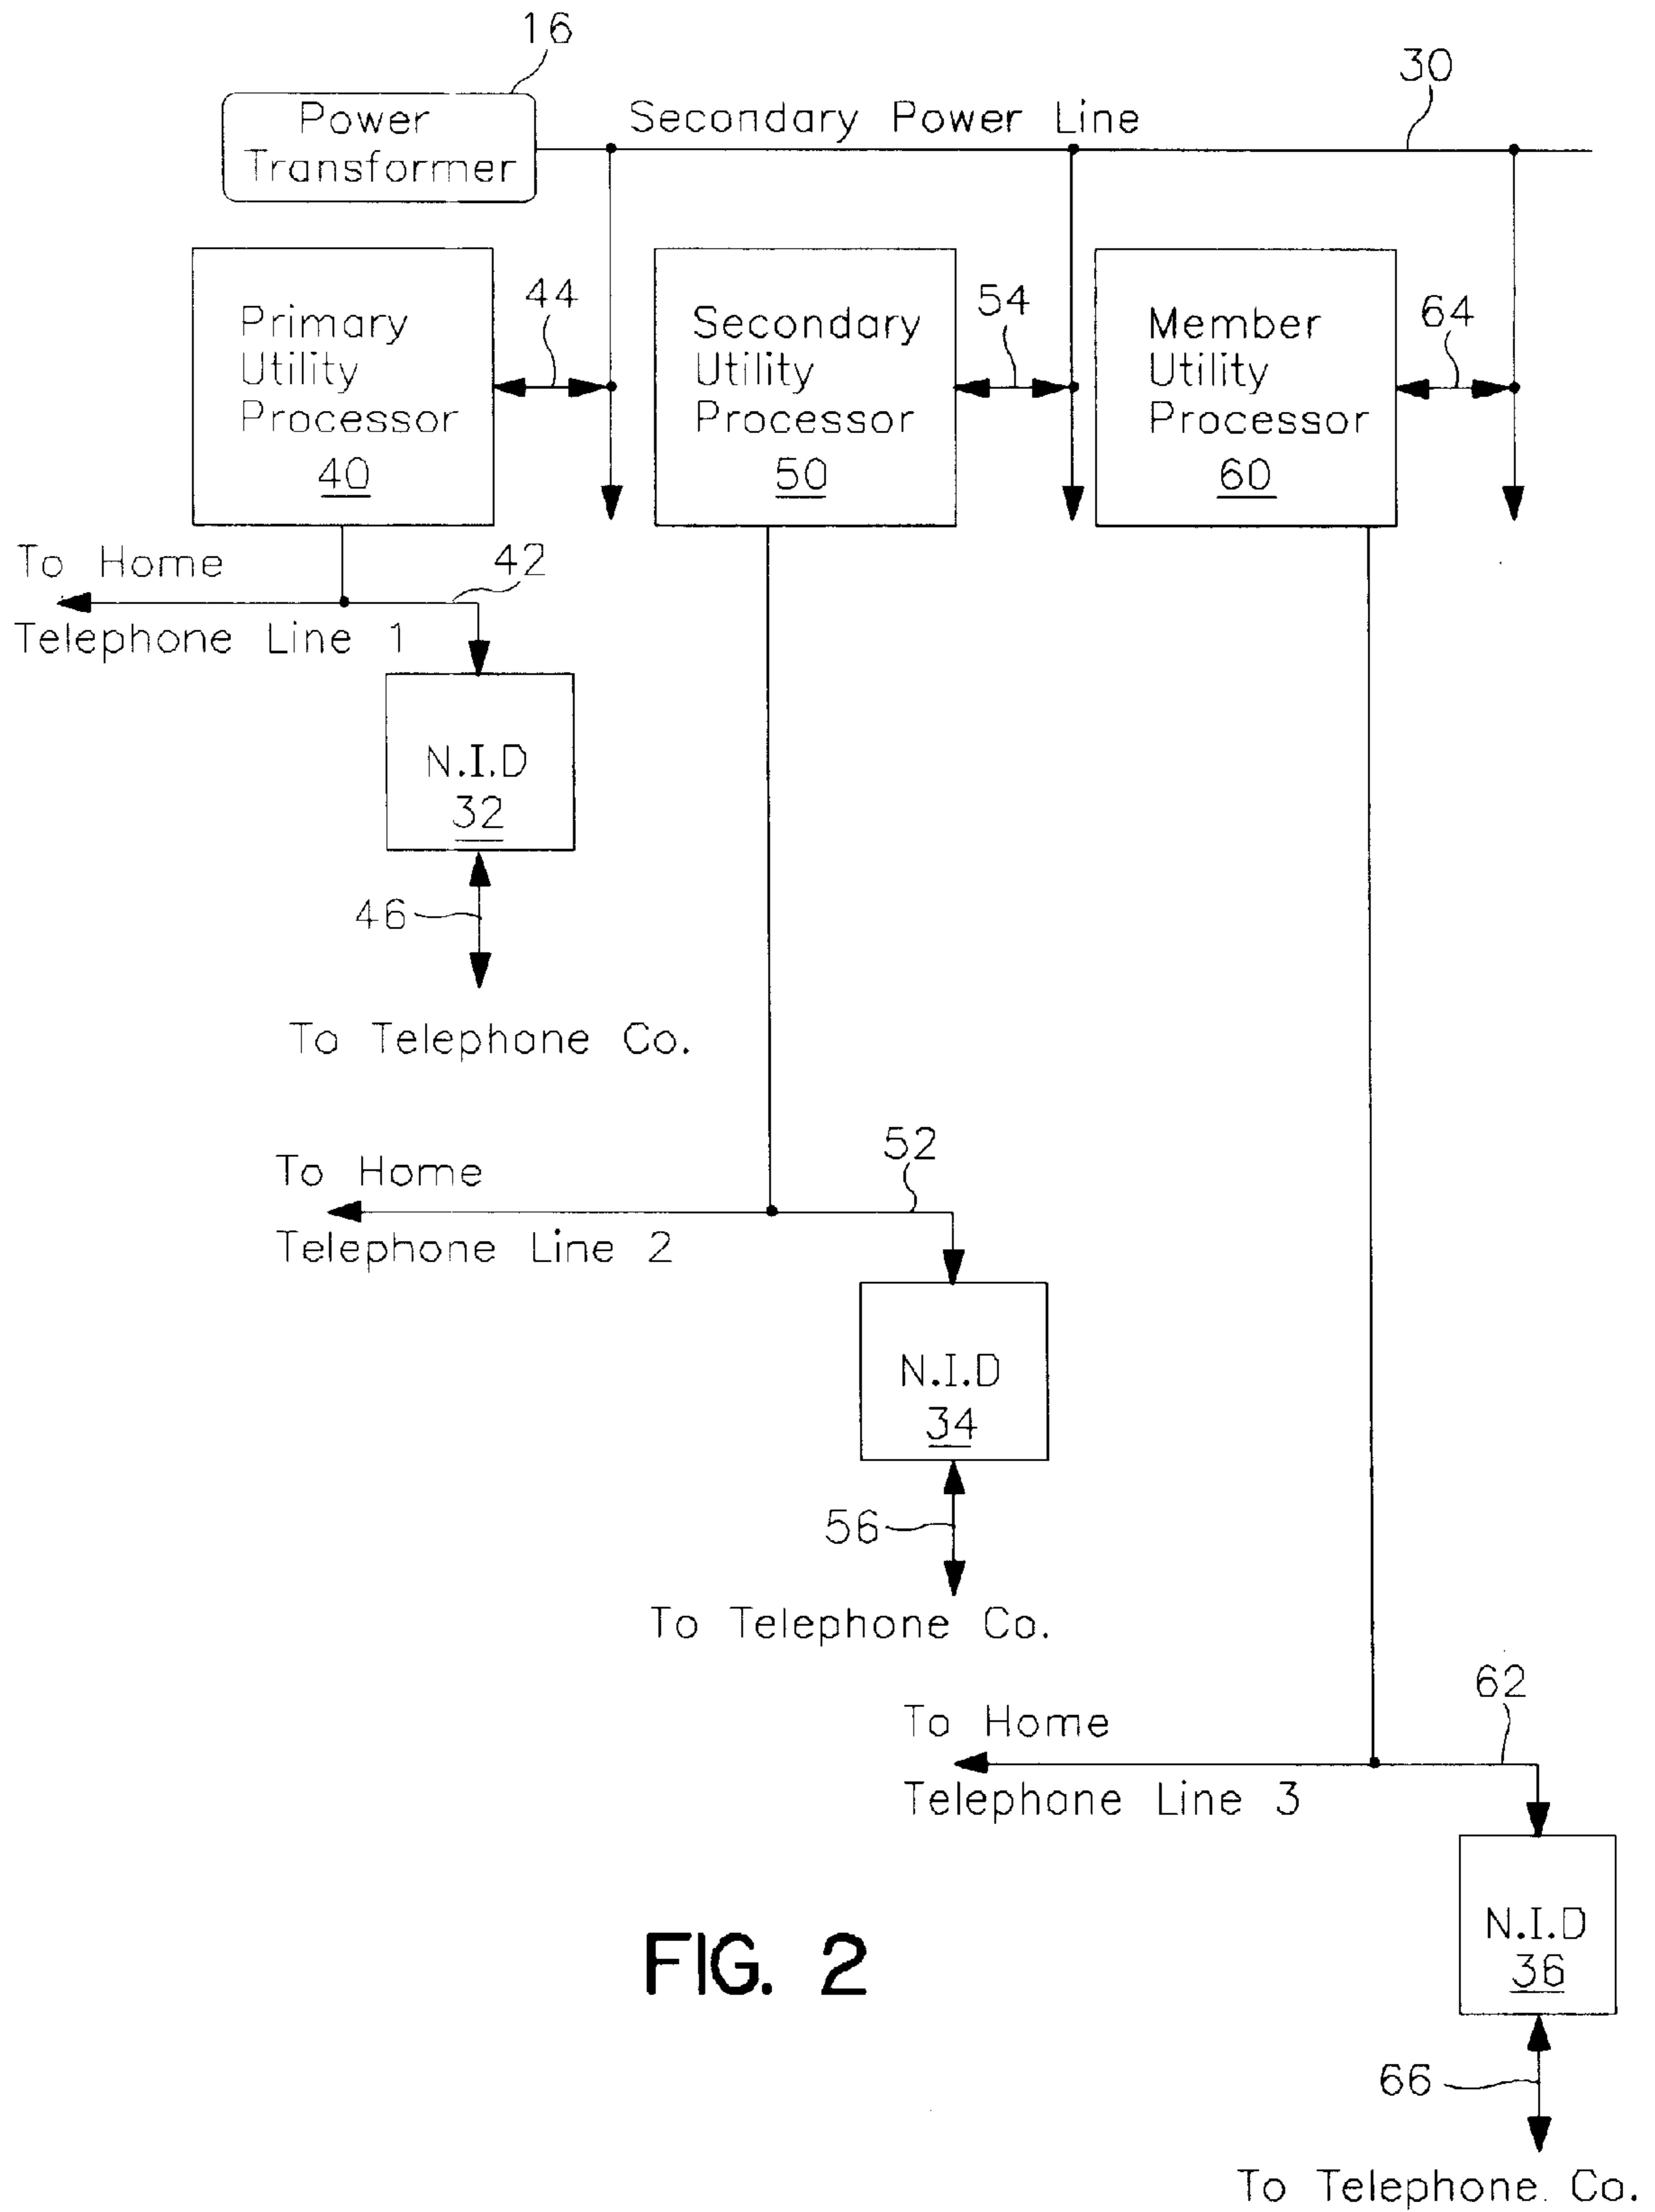 16
30
Power
Transformer
Secondary Power Line
44
54
64
Primary
Utility
Processor
40
Secondary
Utility
Processor
50
Member
Utility
Processor
60
To Home
42
Telephone Line 1
N.I.D
32
46
To Telephone Co.
52
To Home
Telephone Line 2
N.I.D
34
56
To Telephone Co.
62
To Home
Telephone Line 3
N.I.D
36
FIG. 2
66
To Telephone Co.